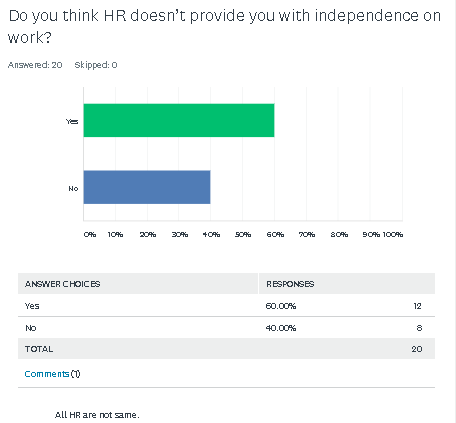 Do you think HR doesn’t provide you with independence on
work?
Answered: 20 Skipped: 0
Yes
No
0% 10% 20% 30% 40% 50% 60% 70% 80% 90% 100%
ANSWER CHOICES RESPONSES
Yes 60.00% 12
No 40.00% 8
TOTAL 20
Comments (1)
All HR are not same.